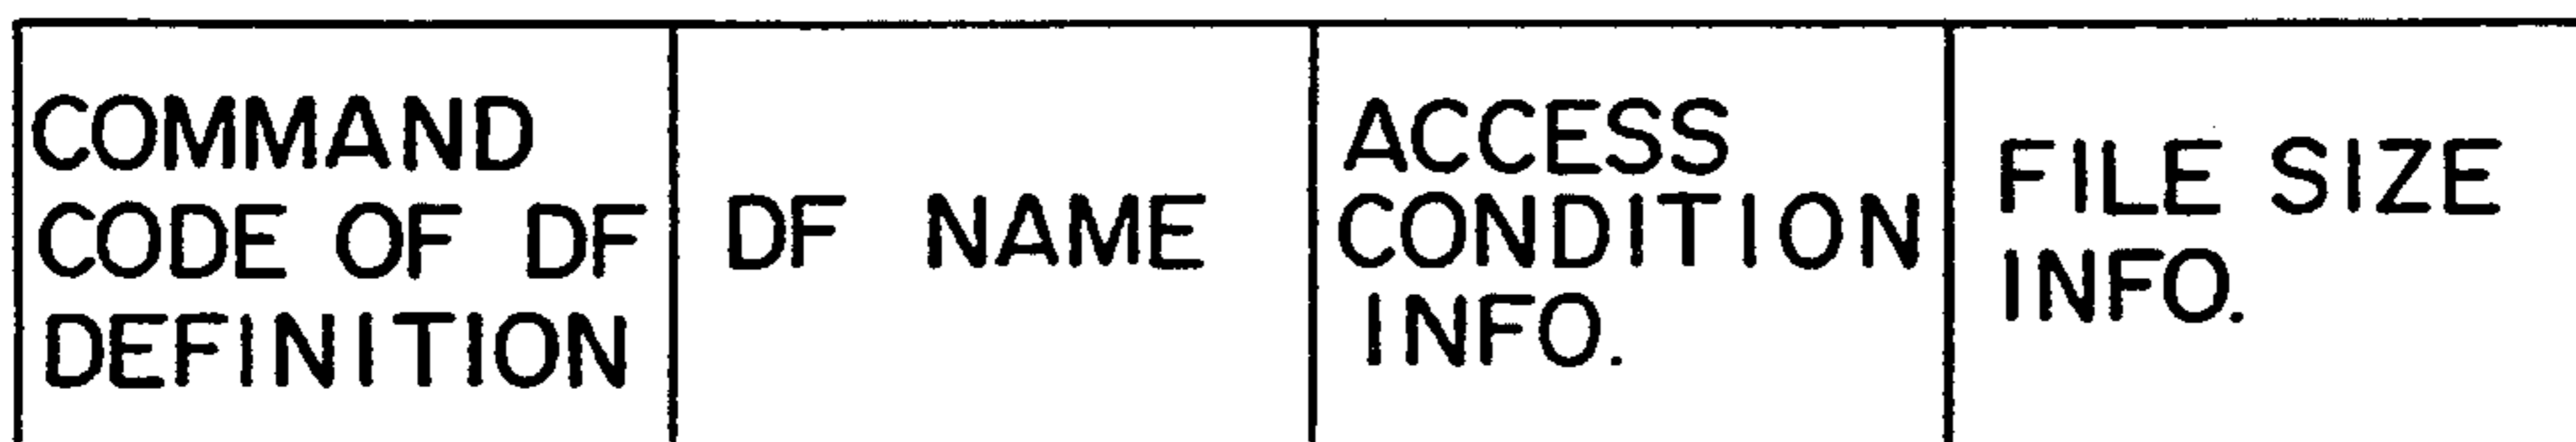 COMMAND
CODE OF DF
DEFINITION
DF NAME
ACCESS
CONDITION
INFO.
FILE SIZE
INFO.